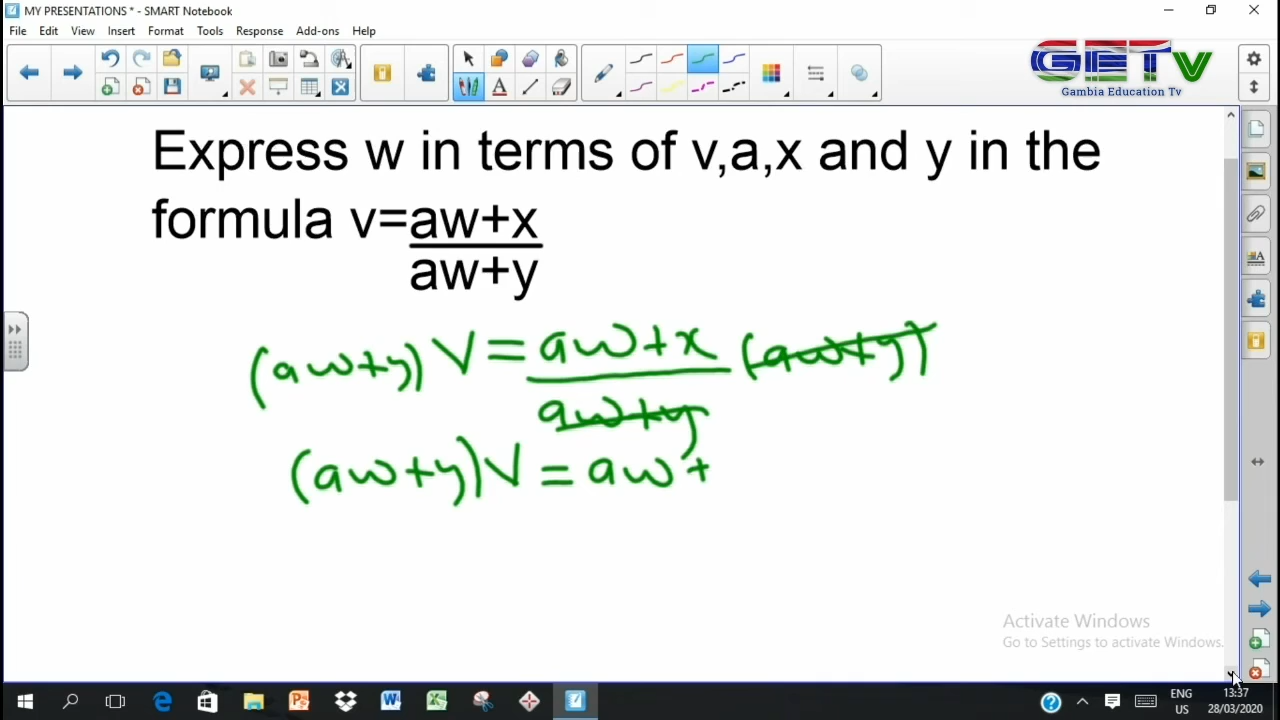 MY PRESENTATIONS * - SMART Notebook
File Edit View Insert Format Tools Response Add-ons Help
GETv
Gambia Education Tv
Express w in terms of v,a,x and y in the
formula v=aw+x
aw+y
(aw+y) V = aw+x (aw+y)
aw+y
(aw+y)V = aw+
Activate Windows
Go to Settings to activate Windows.
ENG
US
13:37
28/03/2020